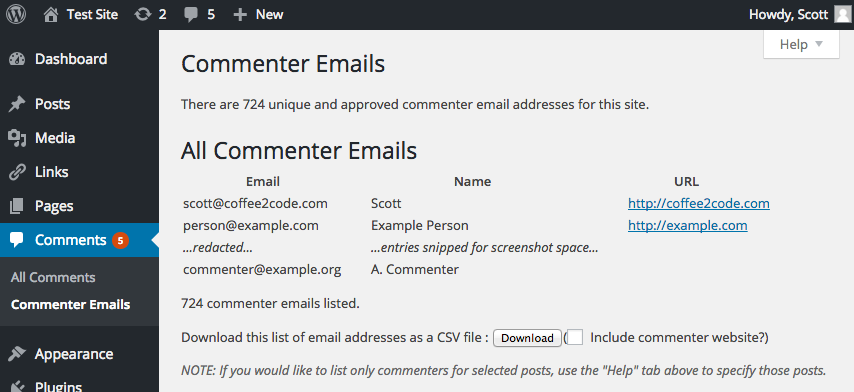 Test Site 2 5 + New Howdy, Scott
Help
Dashboard
Posts
Media
Links
Pages
Comments 5
All Comments
Commenter Emails
Appearance
Plugins
Commenter Emails
There are 724 unique and approved commenter email addresses for this site.
All Commenter Emails
Email Name URL
scott@coffee2code.com Scott http://coffee2code.com
person@example.com Example Person http://example.com
...redacted... ...entries snipped for screenshot space...
commenter@example.org A. Commenter
724 commenter emails listed.
Download this list of email addresses as a CSV file : Download ( Include commenter website?)
NOTE: If you would like to list only commenters for selected posts, use the "Help" tab above to specify those posts.